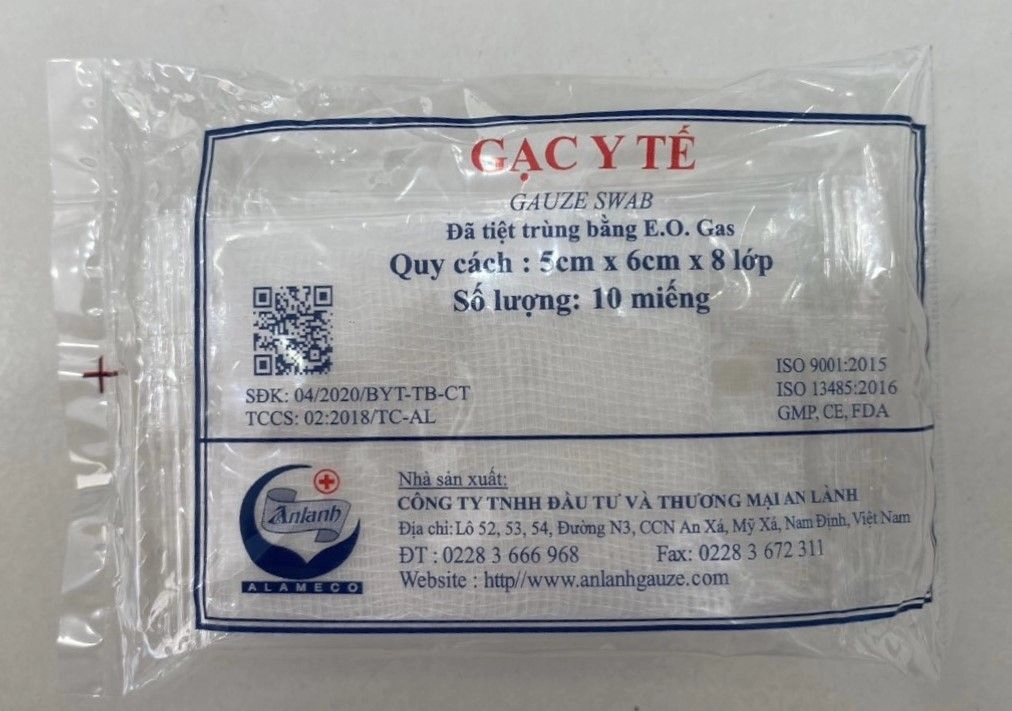 GẠC Y TẾ
GAUZE SWAB
Đã tiệt trùng bằng E.O. Gas
Quy cách : 5cm x 6cm x 8 lớp
Số lượng: 10 miếng
SĐK: 04/2020/BYT-TB-CT
TCCS: 02:2018/TC-AL
ISO 9001:2015
ISO 13485:2016
GMP, CE, FDA
Anlanh
ALAMECO
Nhà sản xuất:
CÔNG TY TNHH ĐẦU TƯ VÀ THƯƠNG MẠI AN LÀNH
Địa chỉ: Lô 52, 53, 54, Đường N3, CCN An Xá, Mỹ Xá, Nam Định, Việt Nam
ĐT : 0228 3 666 968 Fax: 0228 3 672 311
Website : http//www.anlanhgauze.com